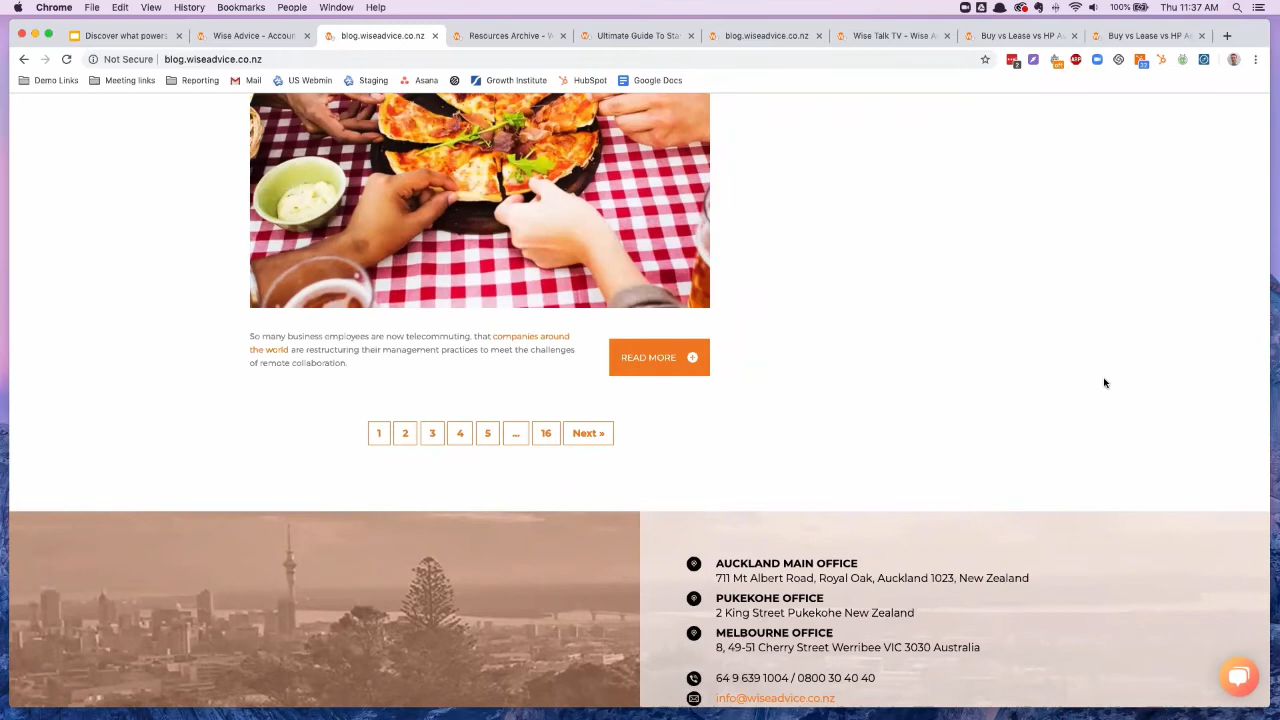 Chrome File Edit View History Bookmarks People Window Help 100% Thu 11:37 AM
Discover what powers Wise Advice - Accoun blog.wiseadvice.co.nz Resources Archive - W Ultimate Guide To Sta blog.wiseadvice.co.nz Wise Talk TV - Wise A Buy vs Lease vs HP As Buy vs Lease vs HP As
Not Secure blog.wiseadvice.co.nz
Demo Links Meeting links Reporting Mail US Webmin Staging Asana Growth Institute HubSpot Google Docs
So many business employees are now telecommuting, that companies around
the world are restructuring their management practices to meet the challenges
of remote collaboration.
READ MORE
1 2 3 4 5 ... 16 Next »
AUCKLAND MAIN OFFICE
711 Mt Albert Road, Royal Oak, Auckland 1023, New Zealand
PUKEKOHE OFFICE
2 King Street Pukekohe New Zealand
MELBOURNE OFFICE
8, 49-51 Cherry Street Werribee VIC 3030 Australia
64 9 639 1004 / 0800 30 40 40
info@wiseadvice.co.nz